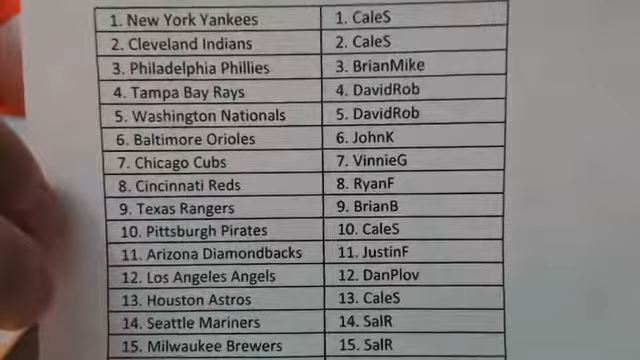 1. New York Yankees 1. CaleS
2. Cleveland Indians 2. CaleS
3. Philadelphia Phillies 3. BrianMike
4. Tampa Bay Rays 4. DavidRob
5. Washington Nationals 5. DavidRob
6. Baltimore Orioles 6. JohnK
7. Chicago Cubs 7. VinnieG
8. Cincinnati Reds 8. RyanF
9. Texas Rangers 9. BrianB
10. Pittsburgh Pirates 10. CaleS
11. Arizona Diamondbacks 11. JustinF
12. Los Angeles Angels 12. DanPlov
13. Houston Astros 13. CaleS
14. Seattle Mariners 14. SalR
15. Milwaukee Brewers 15. SalR